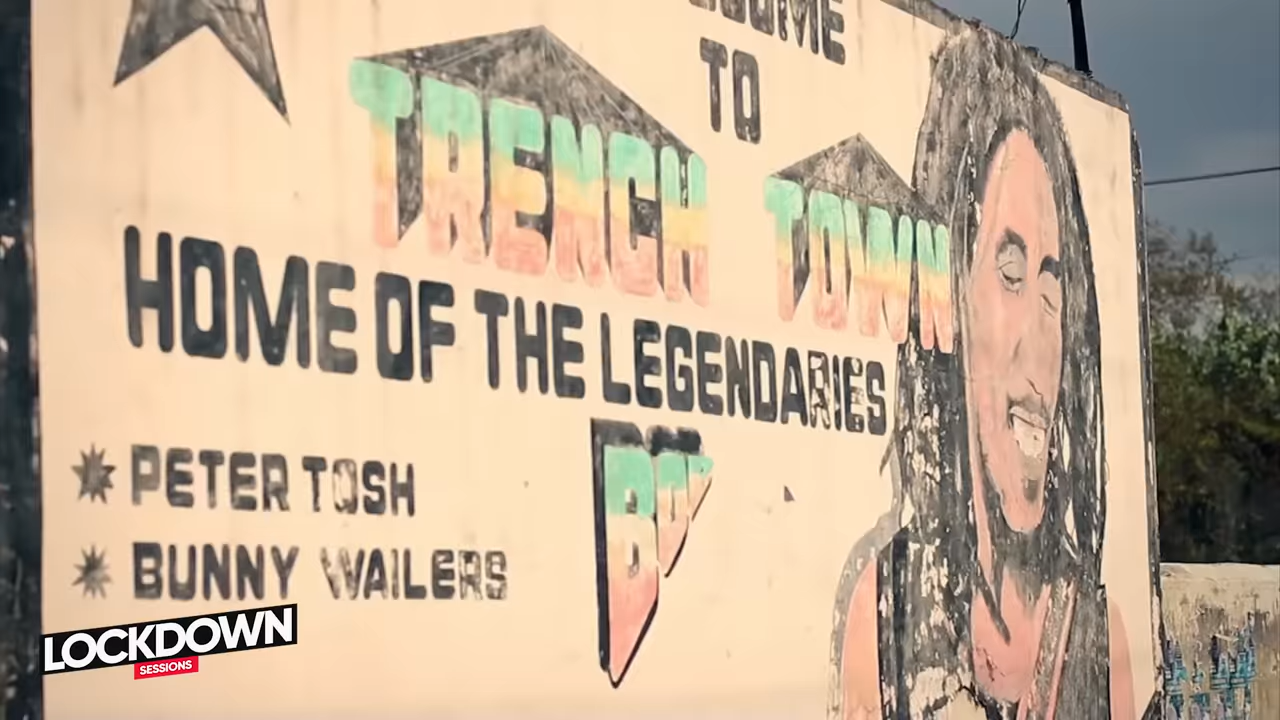 TO
TRENCH TOWN
HOME OF THE LEGENDARIES
PETER TOSH
BUNNY WAILERS
LOCKDOWN
SESSIONS